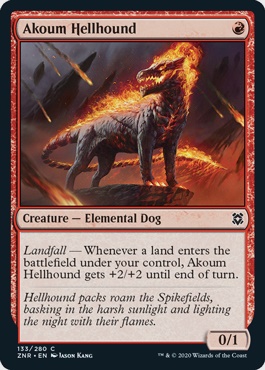 Akoum Hellhound
Creature — Elemental Dog
Landfall — Whenever a land enters the
battlefield under your control, Akoum
Hellhound gets +2/+2 until end of turn.
Hellhound packs roam the Spikefields,
basking in the harsh sunlight and lighting
the night with their flames.
0/1
133/280 C
ZNR • EN Jason Kang
™ & © 2020 Wizards of the Coast